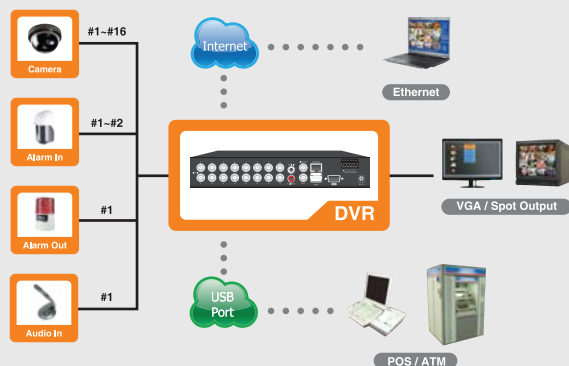 #1~#16
Camera
#1~#2
Alarm In
#1
Alarm Out
#1
Audio In
Internet
Ethernet
DVR
VGA / Spot Output
USB
Port
POS / ATM